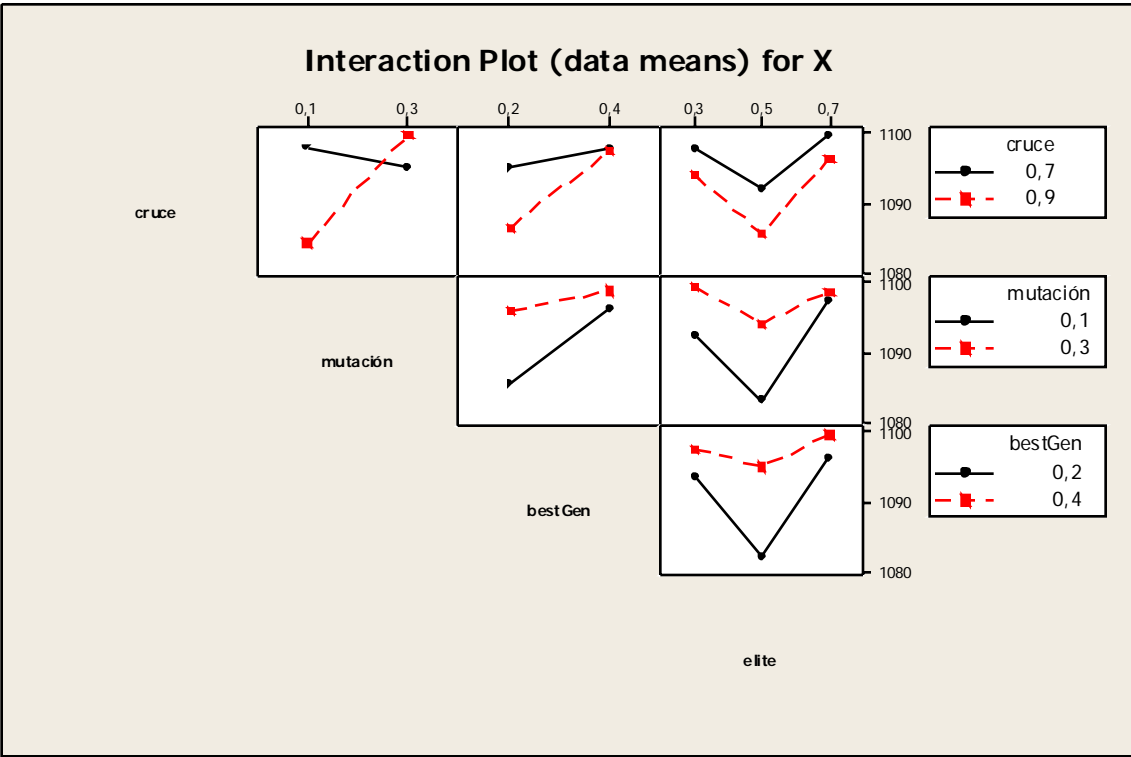 Interaction Plot (data means) for X
0,1 0,3 0,2 0,4 0,3 0,5 0,7
cruce
1100
1090
1080
cruce
0,7
0,9
mutación
1100
1090
1080
mutación
0,1
0,3
bestGen
1100
1090
1080
bestGen
0,2
0,4
elite